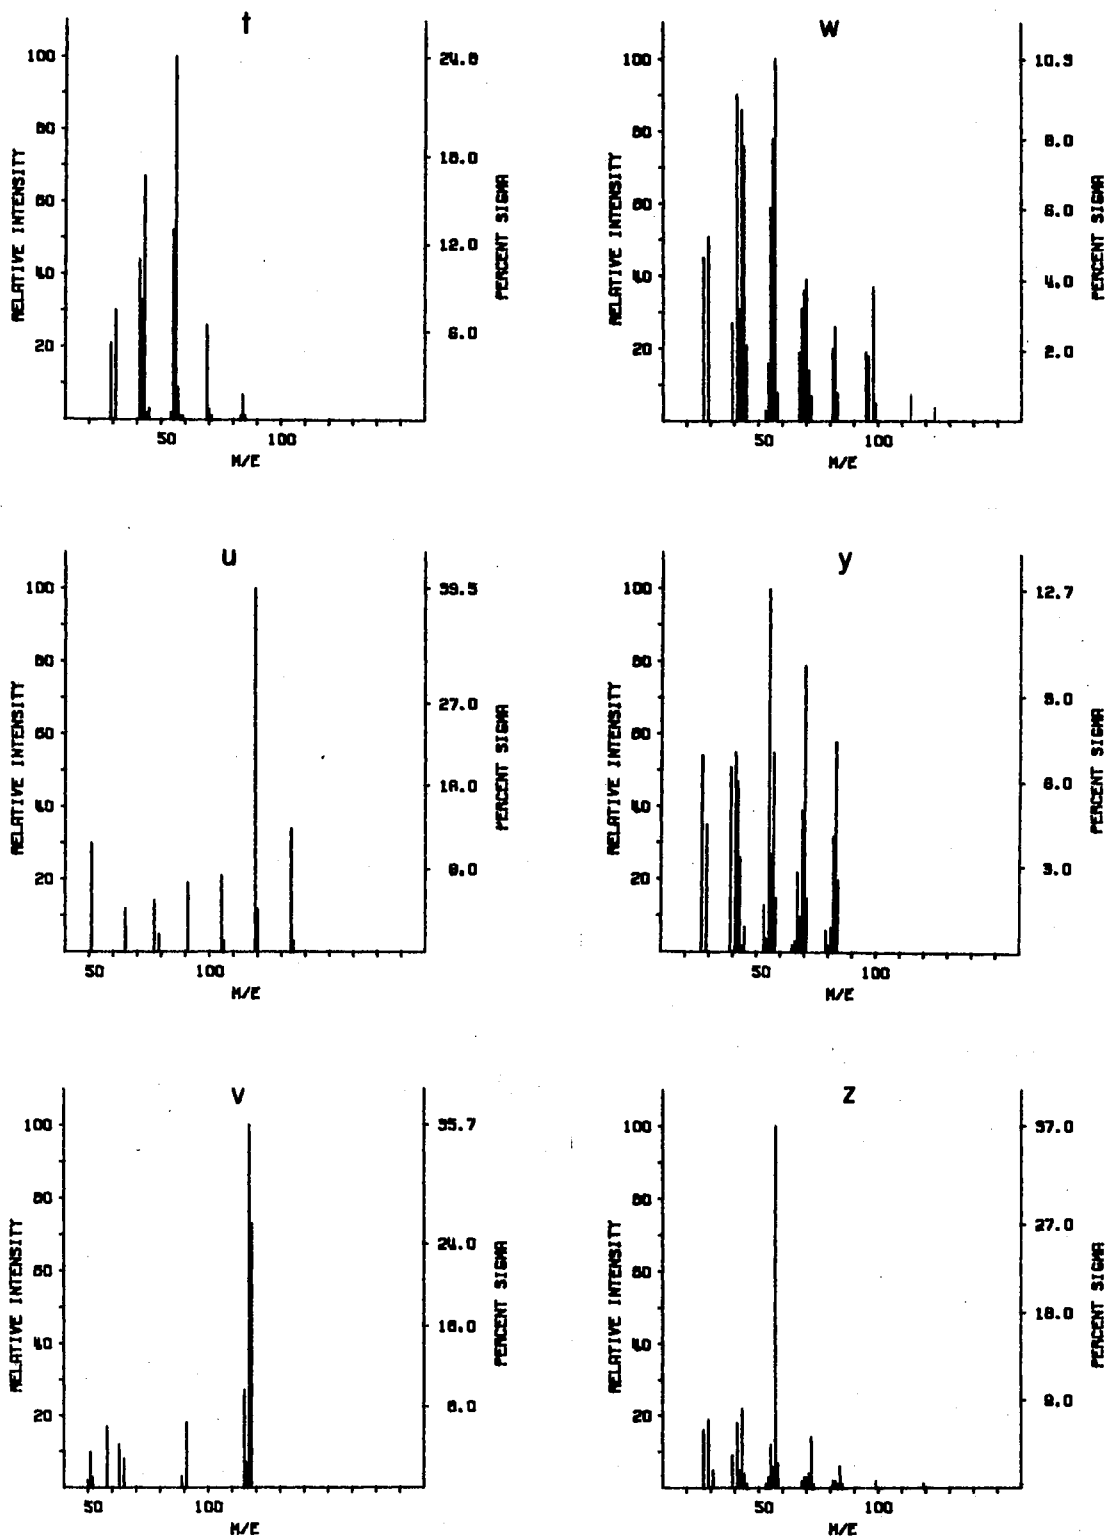 t
100
80
60
40
20
RELATIVE INTENSITY
24.8
18.0
12.0
6.0
PERCENT SIGMA
50 100
M/E
w
100
80
60
40
20
RELATIVE INTENSITY
10.3
8.0
6.0
4.0
2.0
PERCENT SIGMA
50 100
M/E
u
100
80
60
40
20
RELATIVE INTENSITY
39.5
27.0
18.0
9.0
PERCENT SIGMA
50 100
M/E
y
100
80
60
40
20
RELATIVE INTENSITY
12.7
9.0
6.0
3.0
PERCENT SIGMA
50 100
M/E
v
100
80
60
40
20
RELATIVE INTENSITY
35.7
24.0
16.0
8.0
PERCENT SIGMA
50 100
M/E
z
100
80
60
40
20
RELATIVE INTENSITY
37.0
27.0
18.0
9.0
PERCENT SIGMA
50 100
M/E